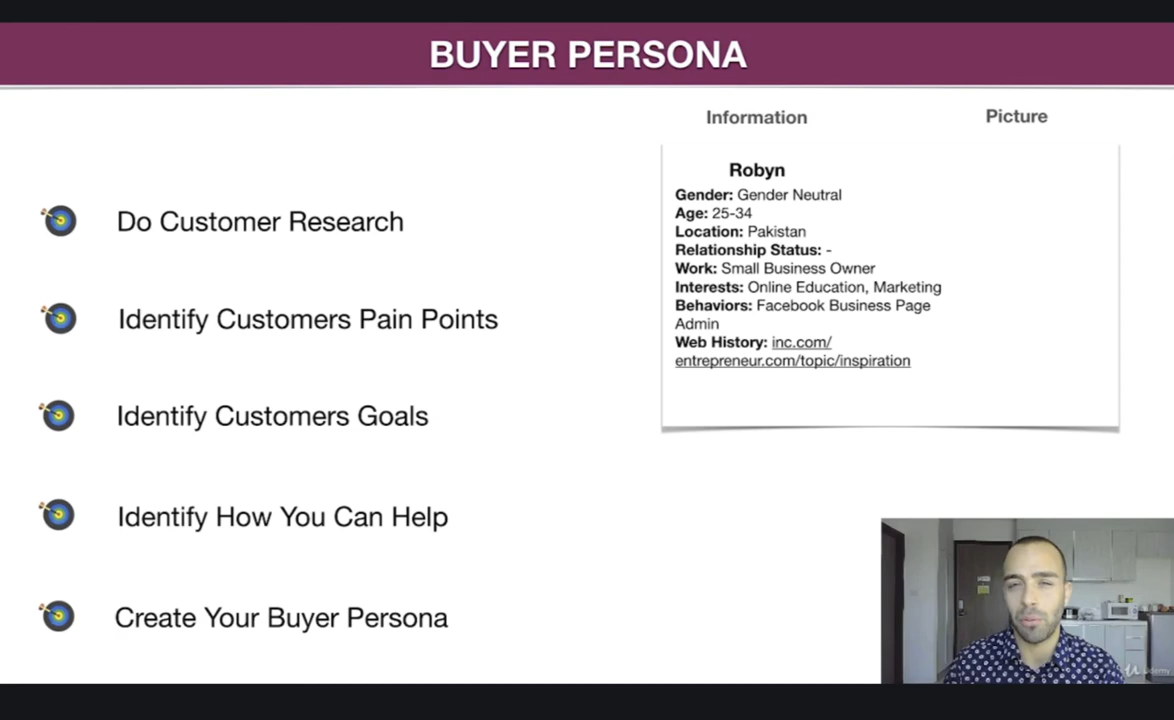 BUYER PERSONA
Information
Picture
Do Customer Research
Identify Customers Pain Points
Identify Customers Goals
Identify How You Can Help
Create Your Buyer Persona
Robyn
Gender: Gender Neutral
Age: 25-34
Location: Pakistan
Relationship Status: -
Work: Small Business Owner
Interests: Online Education, Marketing
Behaviors: Facebook Business Page
Admin
Web History: inc.com/
entrepreneur.com/topic/inspiration
Udemy